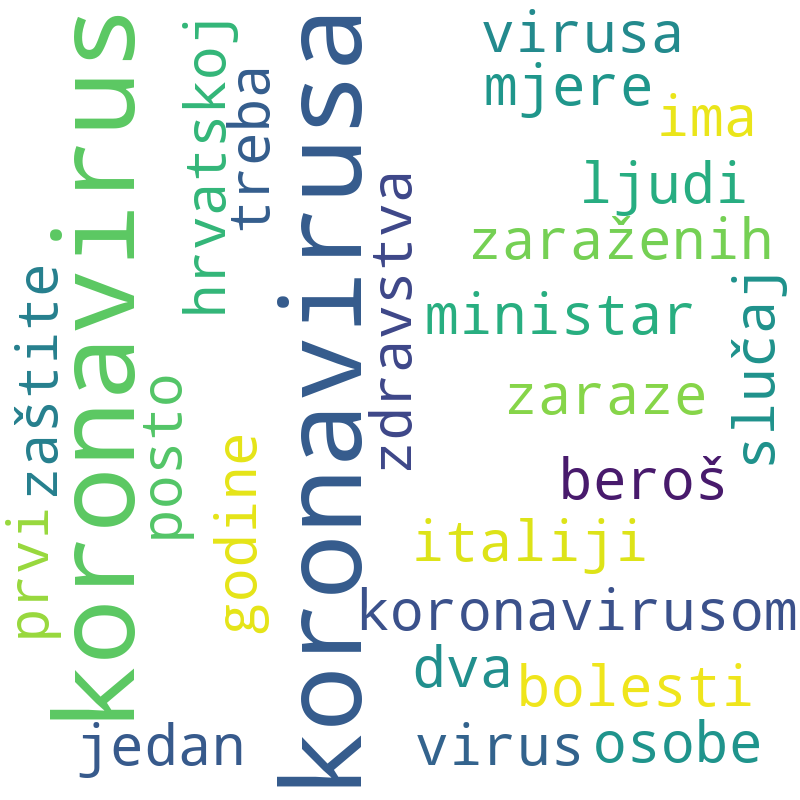 koronavirus
koronavirusa
hrvatskoj
treba
zaštite
prvi
posto
godine
zdravstva
virusa
mjere
ima
ljudi
zaraženih
ministar
slučaj
zaraze
beroš
italiji
koronavirusom
dva
bolesti
jedan
virus
osobe